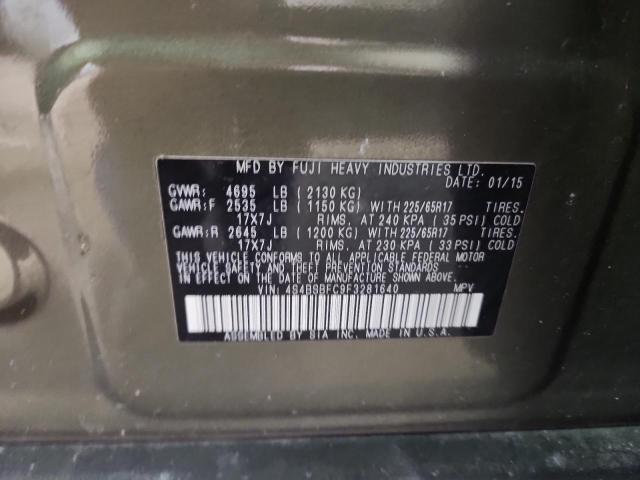 MFD BY FUJI HEAVY INDUSTRIES LTD.
DATE: 01/15
GVWR: 4695 LB ( 2130 KG)
GAWR:F 2535 LB ( 1150 KG) WITH 225/65R17 TIRES.
17X7J RIMS. AT 240 KPA ( 35 PSI) COLD
GAWR:R 2645 LB ( 1200 KG) WITH 225/65R17 TIRES.
17X7J RIMS. AT 230 KPA ( 33 PSI) COLD
THIS VEHICLE CONFORMS TO ALL APPLICABLE FEDERAL MOTOR
VEHICLE SAFETY, BUMPER, AND THEFT
PREVENTION STANDARDS IN EFFECT ON THE
DATE OF MANUFACTURE SHOWN ABOVE.
VIN: 4S4BSBFC9F3281640 MPV
ASSEMBLED BY SIA INC. MADE IN U.S.A.